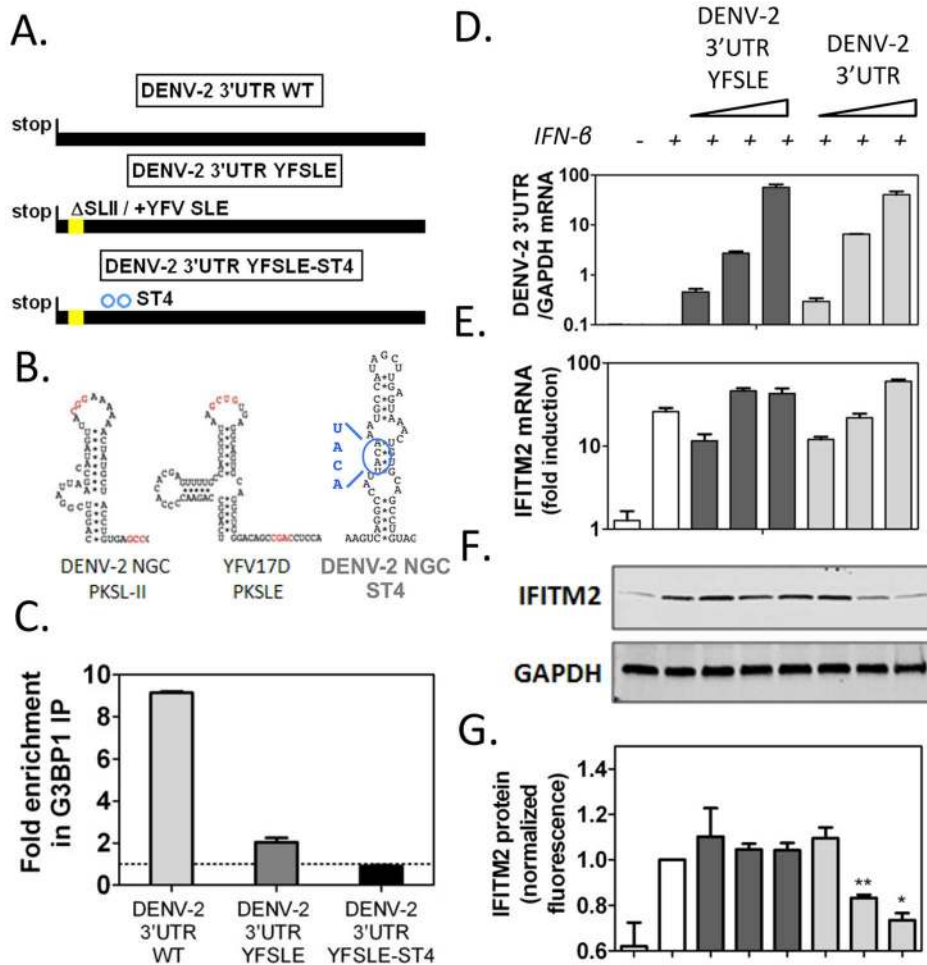 A.
DENV-2 3'UTR WT
stop
DENV-2 3'UTR YFSLE
ΔSLII / +YFV SLE
stop
DENV-2 3'UTR YFSLE-ST4
ST4
stop
B.
U
A
C
A
GUGAGCC
GGACAGCCGACCUCCA
AAGUCUGUAC
DENV-2 NGC
PKSL-II
YFV17D
PKSLE
DENV-2 NGC
ST4
C.
Fold enrichment
in G3BP1 IP
10
8
6
4
2
0
DENV-2
3'UTR
WT
DENV-2
3'UTR
YFSLE
DENV-2
3'UTR
YFSLE-ST4
D.
DENV-2
3'UTR
YFSLE
DENV-2
3'UTR
IFN-β - + + + + + + +
DENV-2 3'UTR
/GAPDH mRNA
100
10
1
0.1
E.
IFITM2 mRNA
(fold induction)
100
10
1
F.
IFITM2
GAPDH
G.
IFITM2 protein
(normalized
fluorescence)
1.4
1.2
1.0
0.8
0.6
**
*